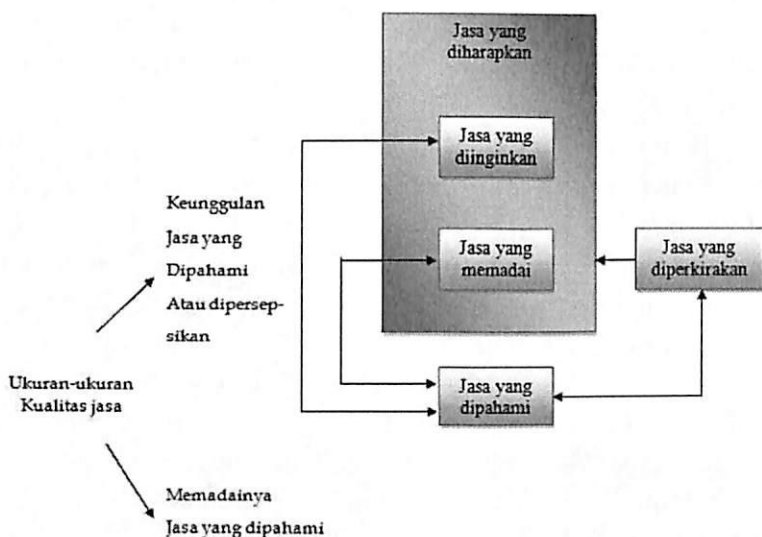 Jasa yang
diharapkan
Jasa yang
diinginkan
Keunggulan
Jasa yang
Dipahami
Atau dipersep-
sikan
Jasa yang
memadai
Jasa yang
diperkirakan
Ukuran-ukuran
Kualitas jasa
Jasa yang
dipahami
Memadainya
Jasa yang dipahami